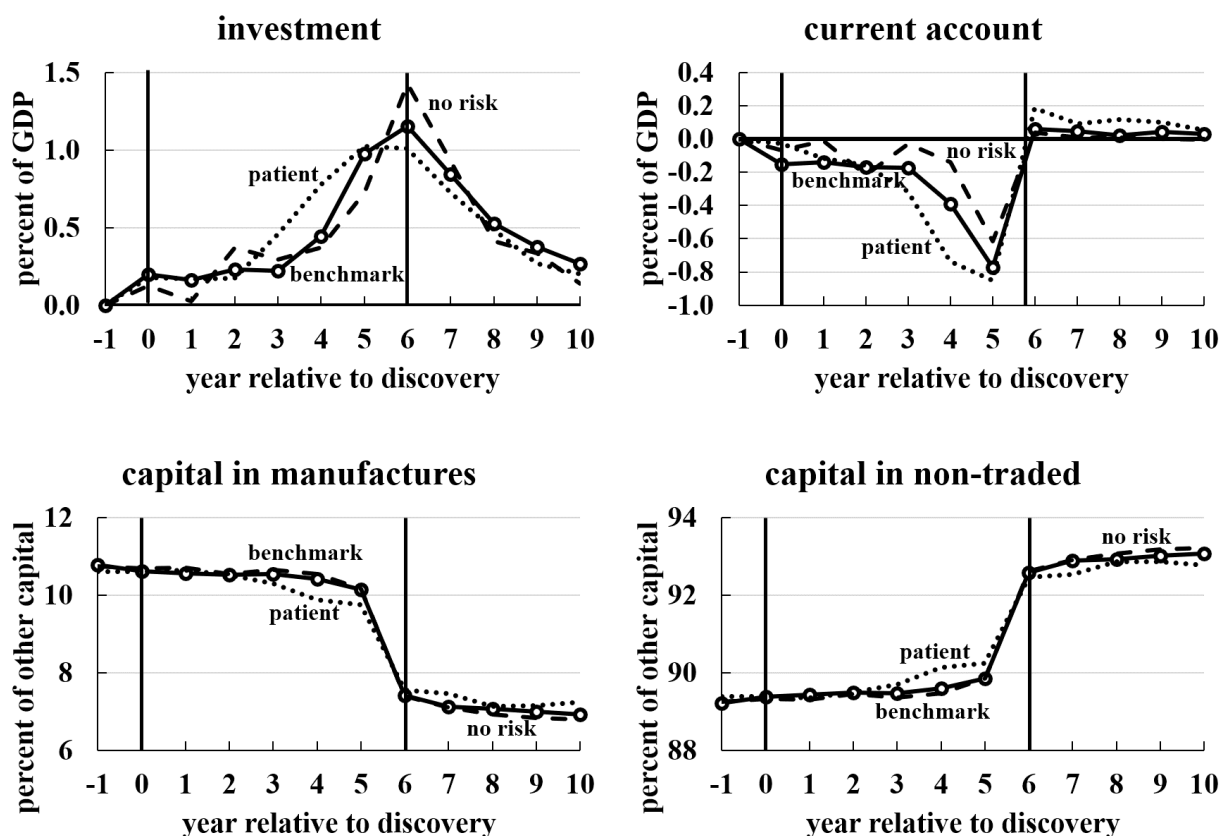 investment
percent of GDP
1.5
1.0
0.5
0.0
no risk
patient
benchmark
-1 0 1 2 3 4 5 6 7 8 9 10
year relative to discovery
current account
percent of GDP
0.4
0.2
0.0
-0.2
-0.4
-0.6
-0.8
-1.0
no risk
benchmark
patient
-1 0 1 2 3 4 5 6 7 8 9 10
year relative to discovery
capital in manufactures
percent of other capital
12
10
8
6
benchmark
patient
no risk
-1 0 1 2 3 4 5 6 7 8 9 10
year relative to discovery
capital in non-traded
percent of other capital
94
92
90
88
no risk
patient
benchmark
-1 0 1 2 3 4 5 6 7 8 9 10
year relative to discovery